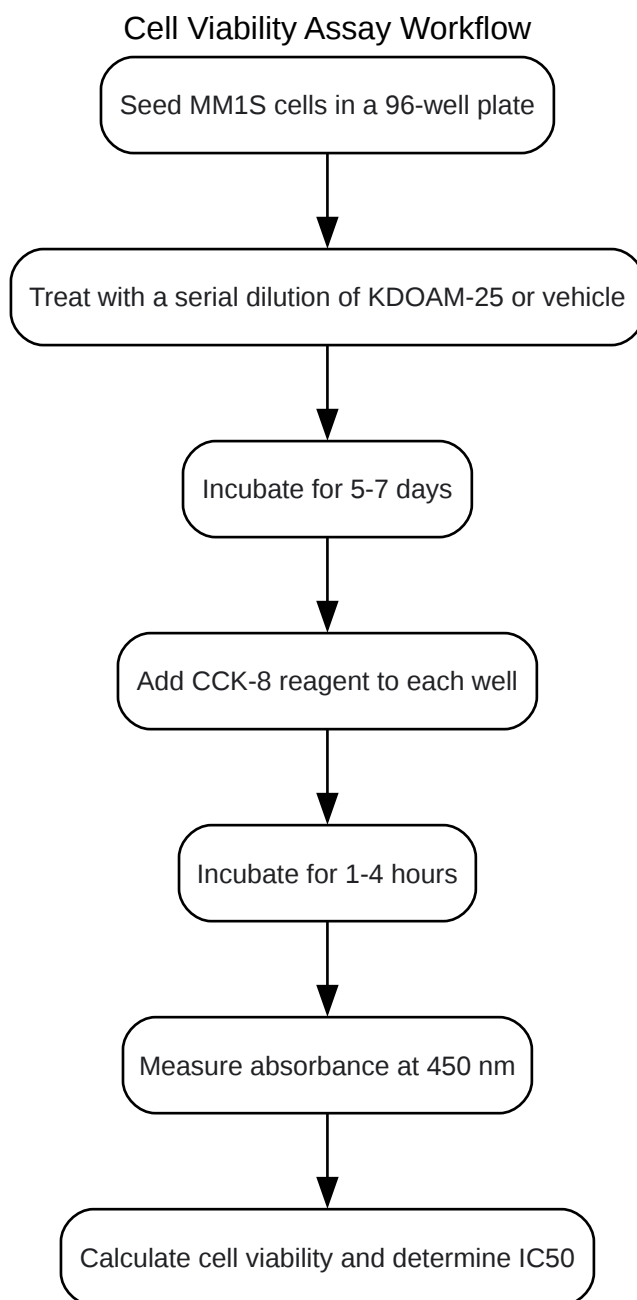 Cell Viability Assay Workflow
Seed MM1S cells in a 96-well plate
Treat with a serial dilution of KDOAM-25 or vehicle
Incubate for 5-7 days
Add CCK-8 reagent to each well
Incubate for 1-4 hours
Measure absorbance at 450 nm
Calculate cell viability and determine IC50